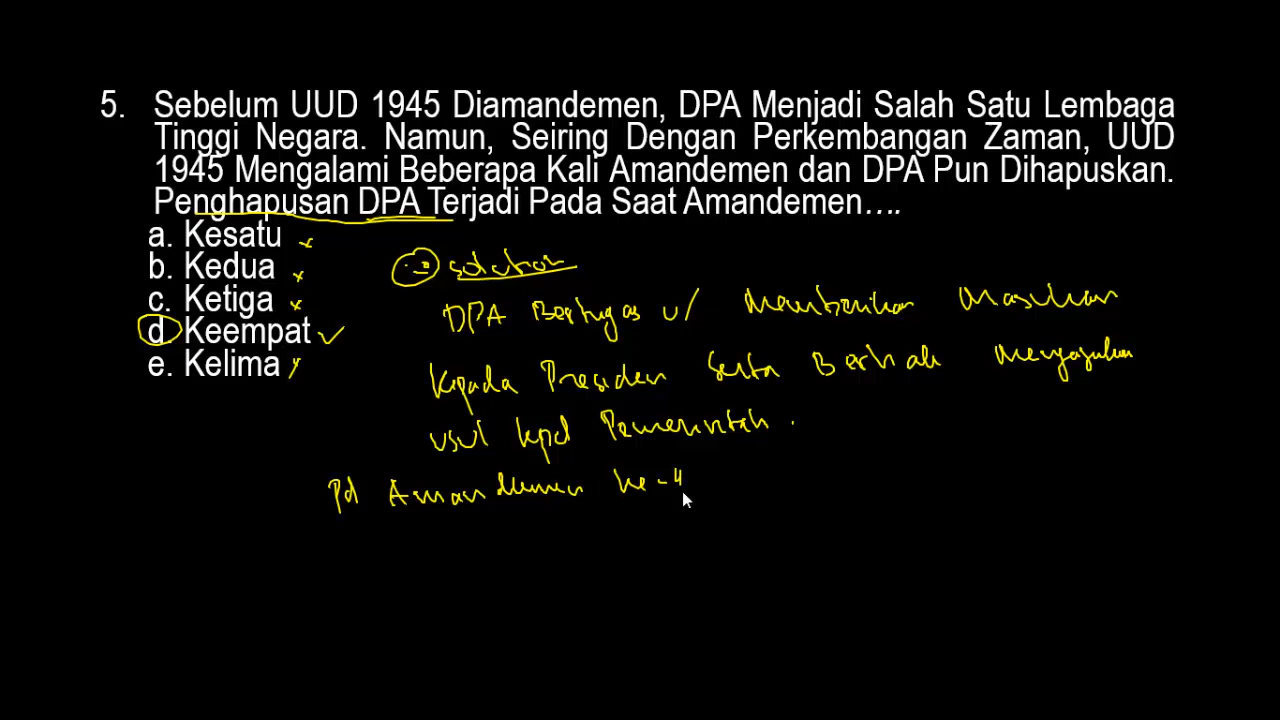 5. Sebelum UUD 1945 Diamandemen, DPA Menjadi Salah Satu Lembaga
Tinggi Negara. Namun, Seiring Dengan Perkembangan Zaman, UUD
1945 Mengalami Beberapa Kali Amandemen dan DPA Pun Dihapuskan.
Penghapusan DPA Terjadi Pada Saat Amandemen....
a. Kesatu
b. Kedua
c. Ketiga
d. Keempat
e. Kelima
solution
DPA Bertugas u/ Memberikan Masukan
Kepada Presiden Serta Berhak Mengajukan
usul kpd Pemerintah.
Pd Amandemen ke-4